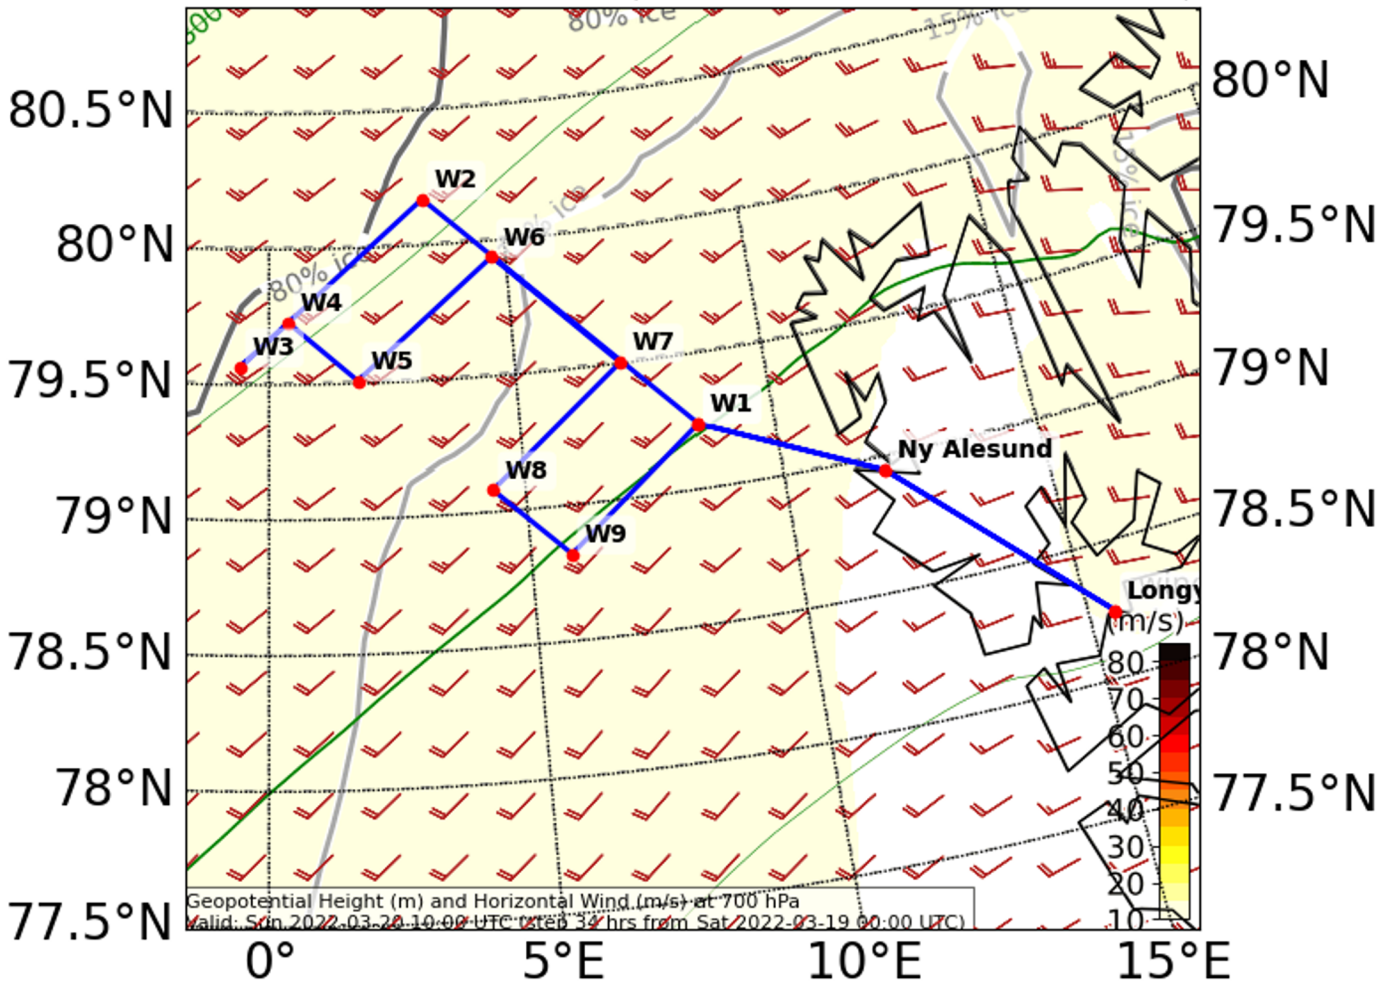 80% ice
15% ice
80°N
80.5°N
W2
79.5°N
15% ice
W6
80°N
% ice
80% ice
W4
W7
W3
W5
79°N
79.5°N
W1
Ny Alesund
W8
78.5°N
79°N
W9
Longy
(m/s)
78.5°N
78°N
80
70
60
50
40
30
20
10
78°N
77.5°N
Geopotential Height (m) and Horizontal Wind (m/s) at 700 hPa
Valid: Sun 2022-03-20 10:00 UTC (step 34 hrs from Sat 2022-03-19 00:00 UTC)
77.5°N
0°
5°E
10°E
15°E